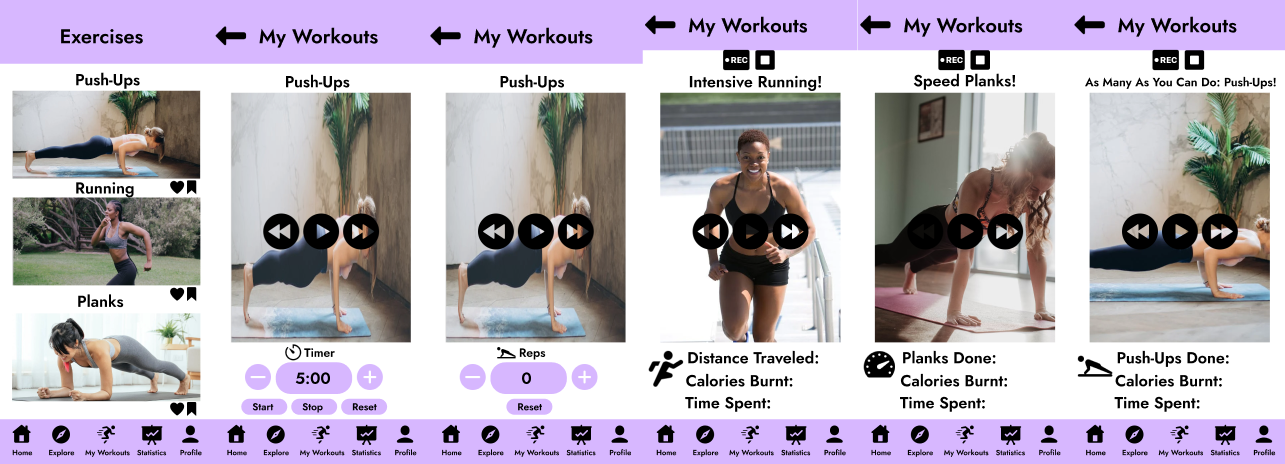 Exercises
Push-Ups
Running
Planks
Home Explore My Workouts Statistics Profile
My Workouts
Push-Ups
Timer
5:00
Start Stop Reset
Home Explore My Workouts Statistics Profile
My Workouts
Push-Ups
Reps
0
Reset
Home Explore My Workouts Statistics Profile
My Workouts
REC
Intensive Running!
Distance Traveled:
Calories Burnt:
Time Spent:
Home Explore My Workouts Statistics Profile
My Workouts
REC
Speed Planks!
Planks Done:
Calories Burnt:
Time Spent:
Home Explore My Workouts Statistics Profile
My Workouts
REC
As Many As You Can Do: Push-Ups!
Push-Ups Done:
Calories Burnt:
Time Spent:
Home Explore My Workouts Statistics Profile